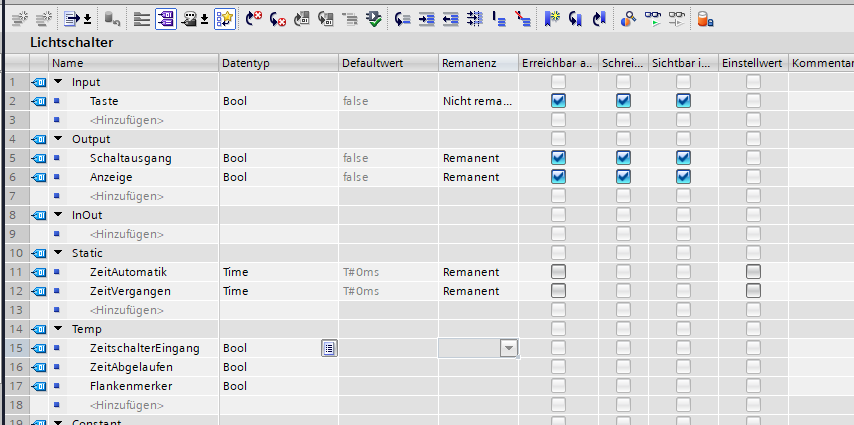 Lichtschalter
Name Datentyp Defaultwert Remanenz Erreichbar a... Schrei... Sichtbar i... Einstellwert Kommentar
1 Input
2 Taste Bool false Nicht rema...
3 <Hinzufügen>
4 Output
5 Schaltausgang Bool false Remanent
6 Anzeige Bool false Remanent
7 <Hinzufügen>
8 InOut
9 <Hinzufügen>
10 Static
11 ZeitAutomatik Time T#0ms Remanent
12 ZeitVergangen Time T#0ms Remanent
13 <Hinzufügen>
14 Temp
15 ZeitschalterEingang Bool
16 ZeitAbgelaufen Bool
17 Flankenmerker Bool
18 <Hinzufügen>
19 Constant